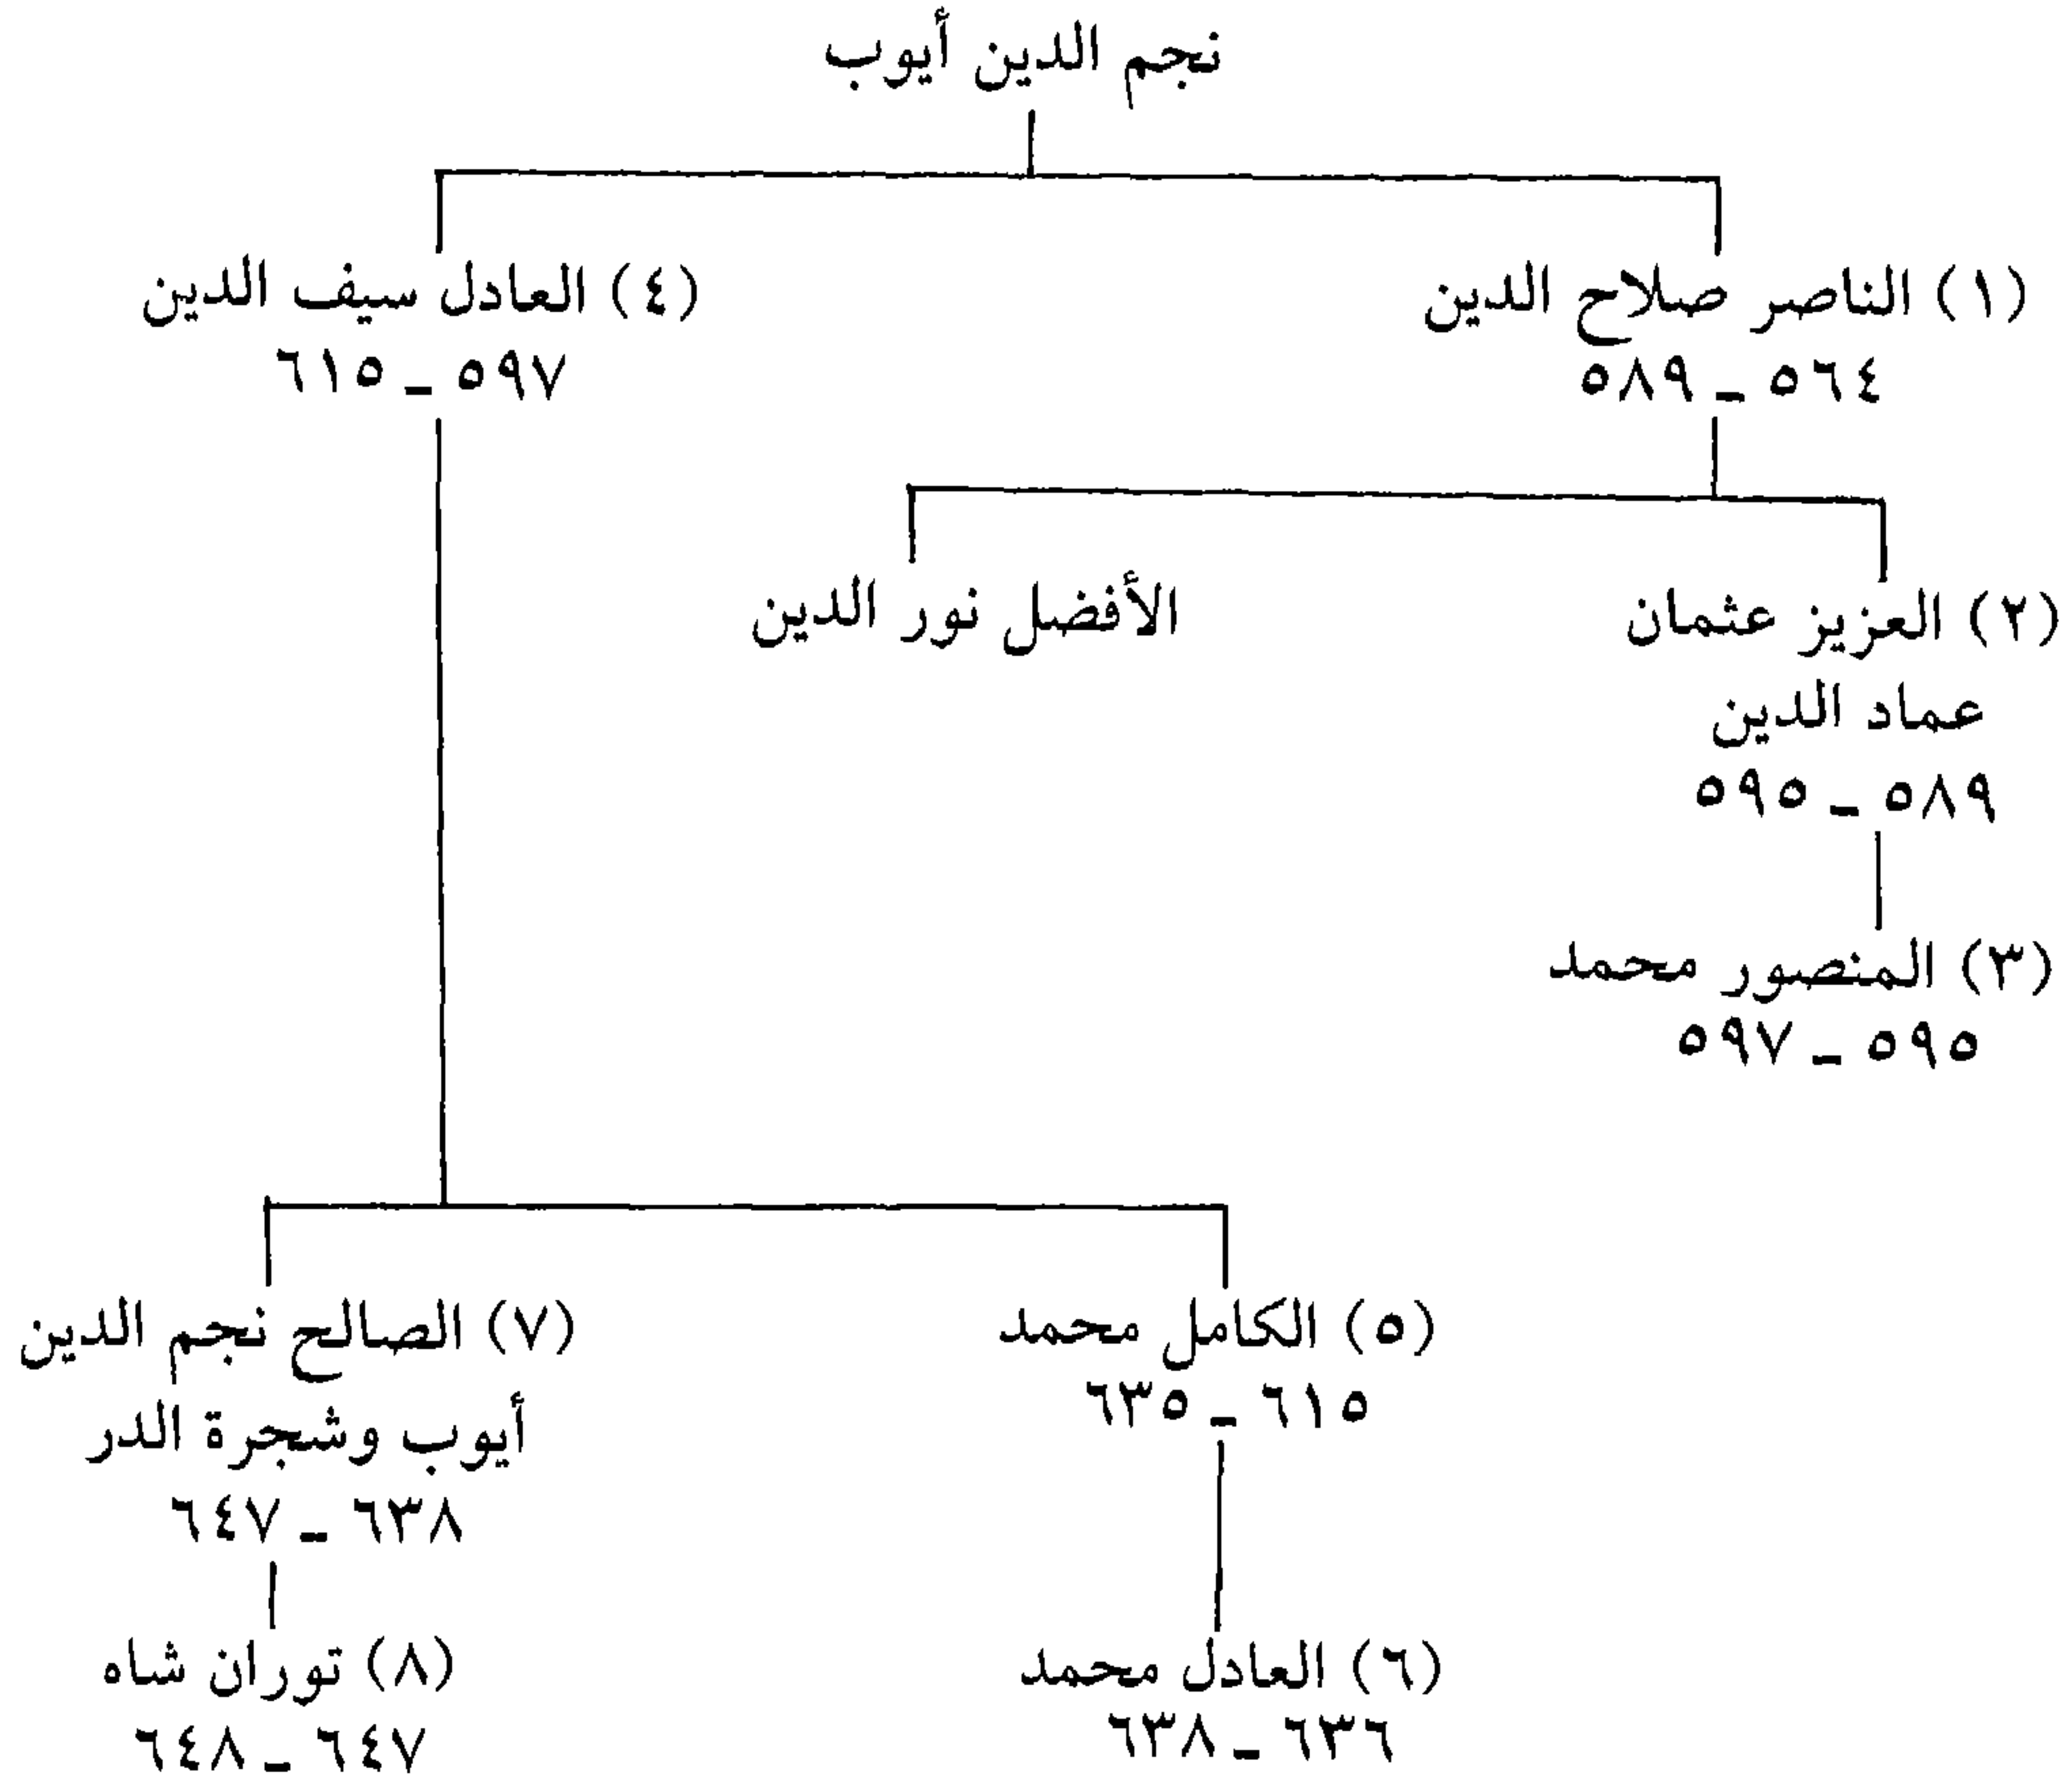 نجم الدين أيوب
(١) الناصر صلاح الدين
٥٦٤ ـ ٥٨٩
(٤) العادل سيف الدين
٥٩٧ ـ ٦١٥
(٢) العزيز عثمان
عماد الدين
٥٨٩ ـ ٥٩٥
الأفضل نور الدين
(٣) المنصور محمد
٥٩٥ ـ ٥٩٧
(٥) الكامل محمد
٦١٥ ـ ٦٣٥
(٧) الصالح نجم الدين
أيوب وشجرة الدر
٦٣٨ ـ ٦٤٧
(٦) العادل محمد
٦٣٦ ـ ٦٣٨
(٨) توران شاه
٦٤٧ ـ ٦٤٨